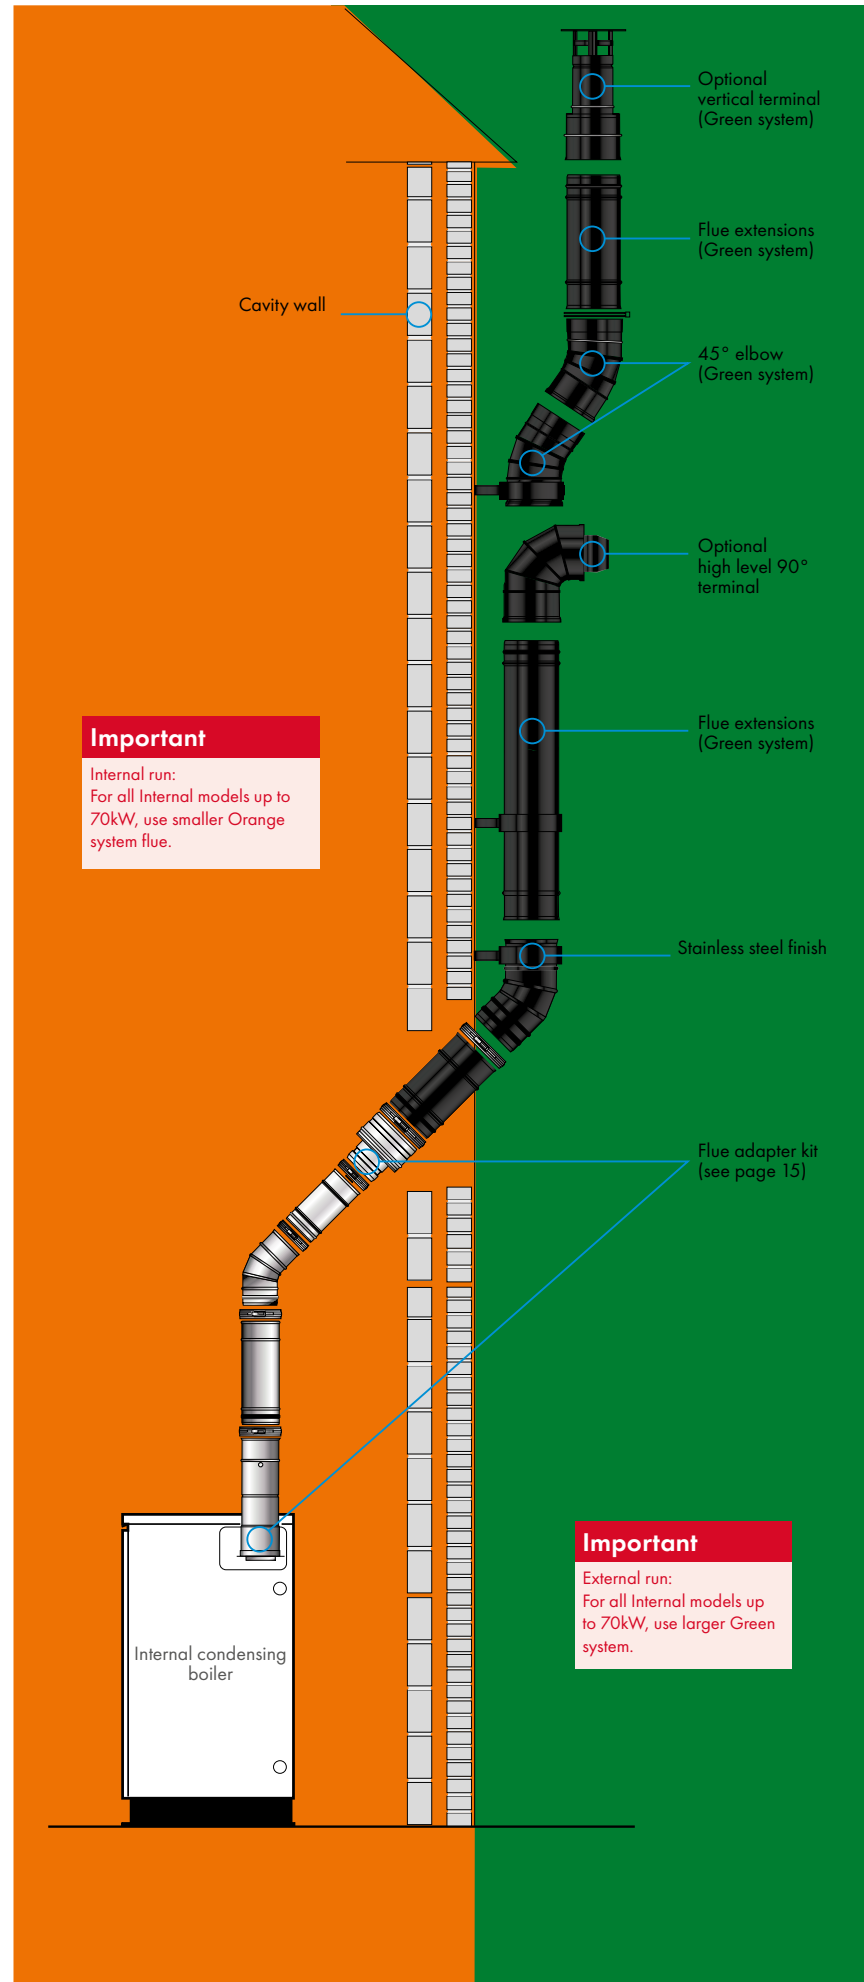 Optional
vertical terminal
(Green system)
Flue extensions
(Green system)
Cavity wall
45° elbow
(Green system)
Optional
high level 90°
terminal
Flue extensions
(Green system)
Important
Internal run:
For all Internal models up to
70kW, use smaller Orange
system flue.
Stainless steel finish
Flue adapter kit
(see page 15)
Important
External run:
For all Internal models up
to 70kW, use larger Green
system.
Internal condensing
boiler